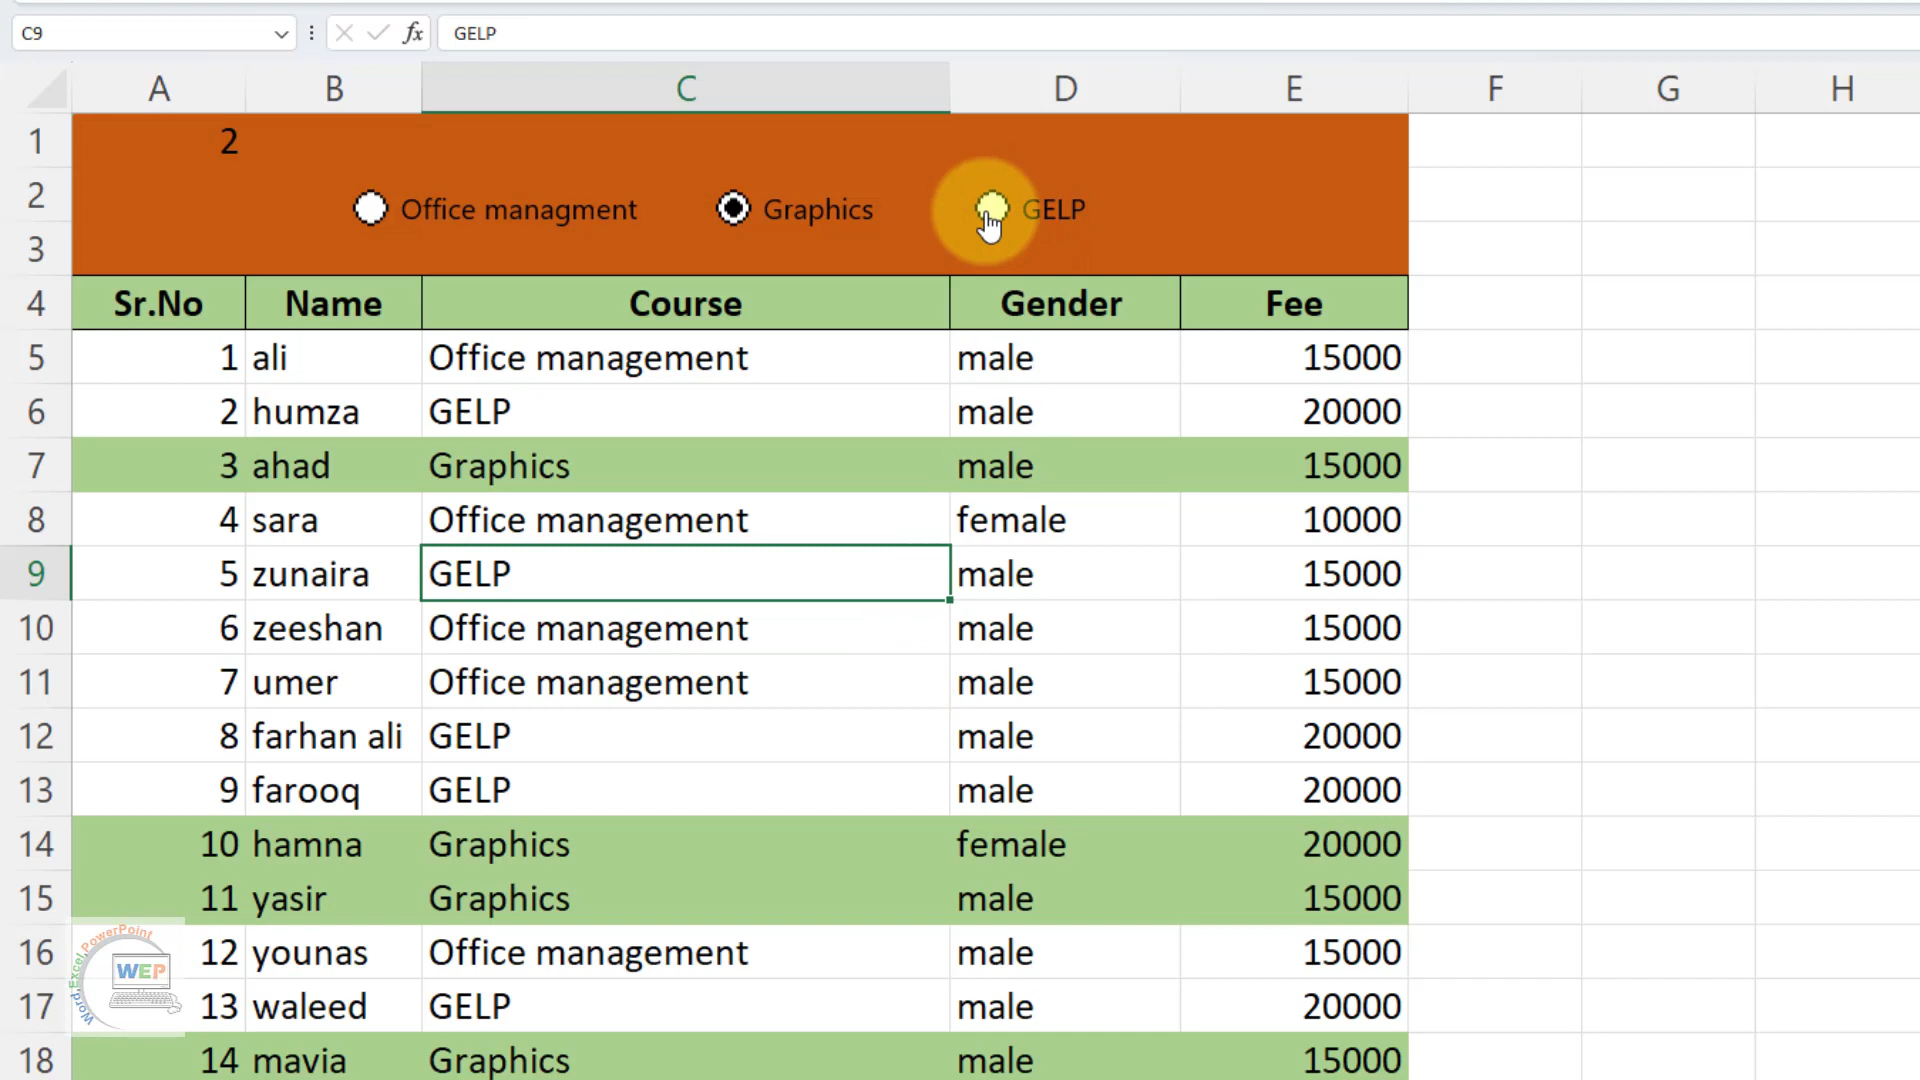 C9 fx GELP
A B C D E F G H
1 2
2 Office managment Graphics GELP
3
4 Sr.No Name Course Gender Fee
5 1 ali Office management male 15000
6 2 humza GELP male 20000
7 3 ahad Graphics male 15000
8 4 sara Office management female 10000
9 5 zunaira GELP male 15000
10 6 zeeshan Office management male 15000
11 7 umer Office management male 15000
12 8 farhan ali GELP male 20000
13 9 farooq GELP male 20000
14 10 hamna Graphics female 20000
15 11 yasir Graphics male 15000
16 12 younas Office management male 15000
17 13 waleed GELP male 20000
18 14 mavia Graphics male 15000
Word,Excel,PowerPoint
WEP